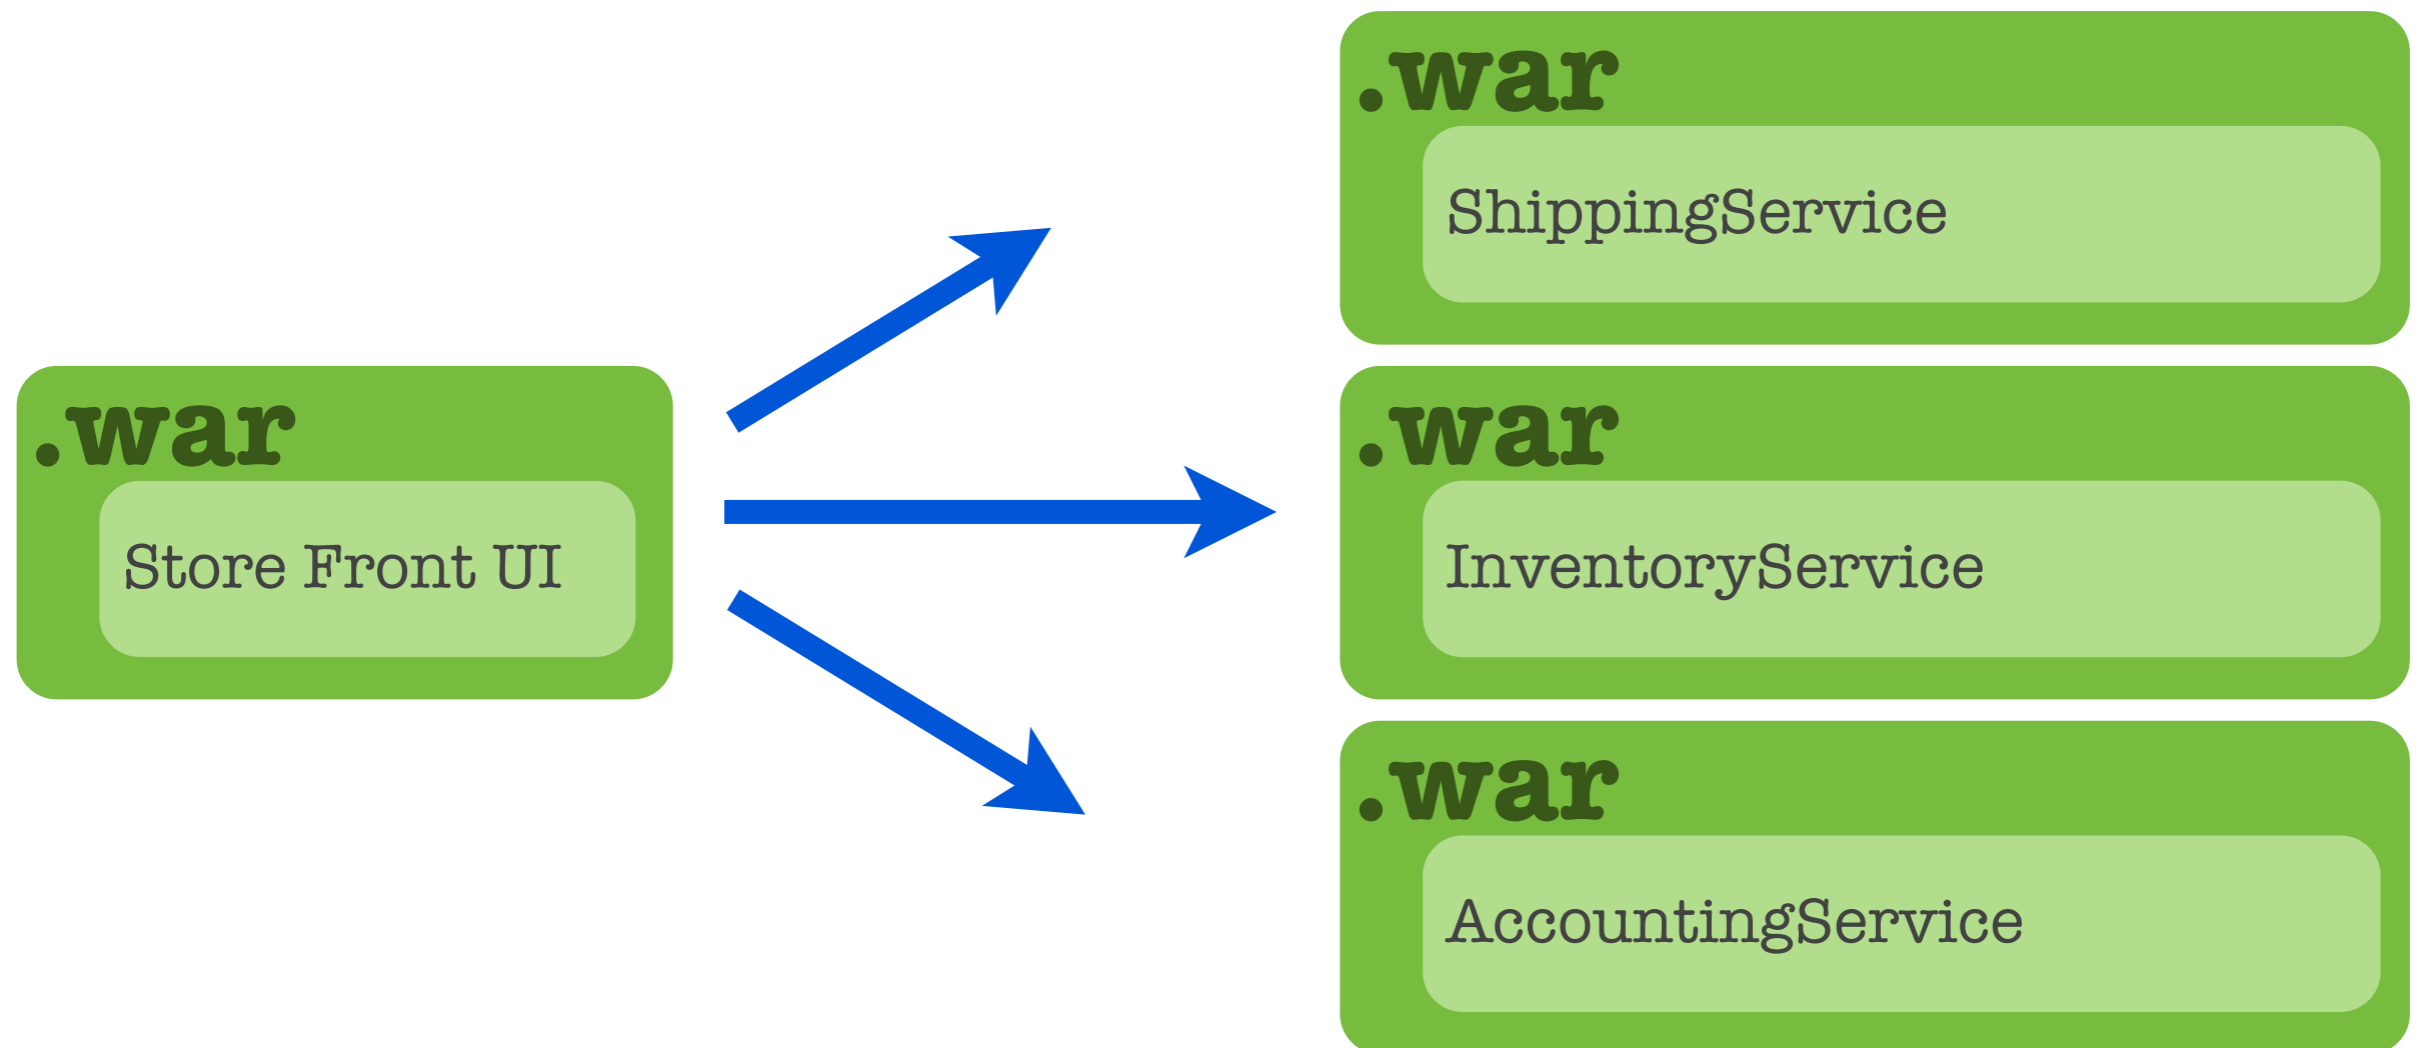 .war
Store Front UI
.war
ShippingService
.war
InventoryService
.war
AccountingService